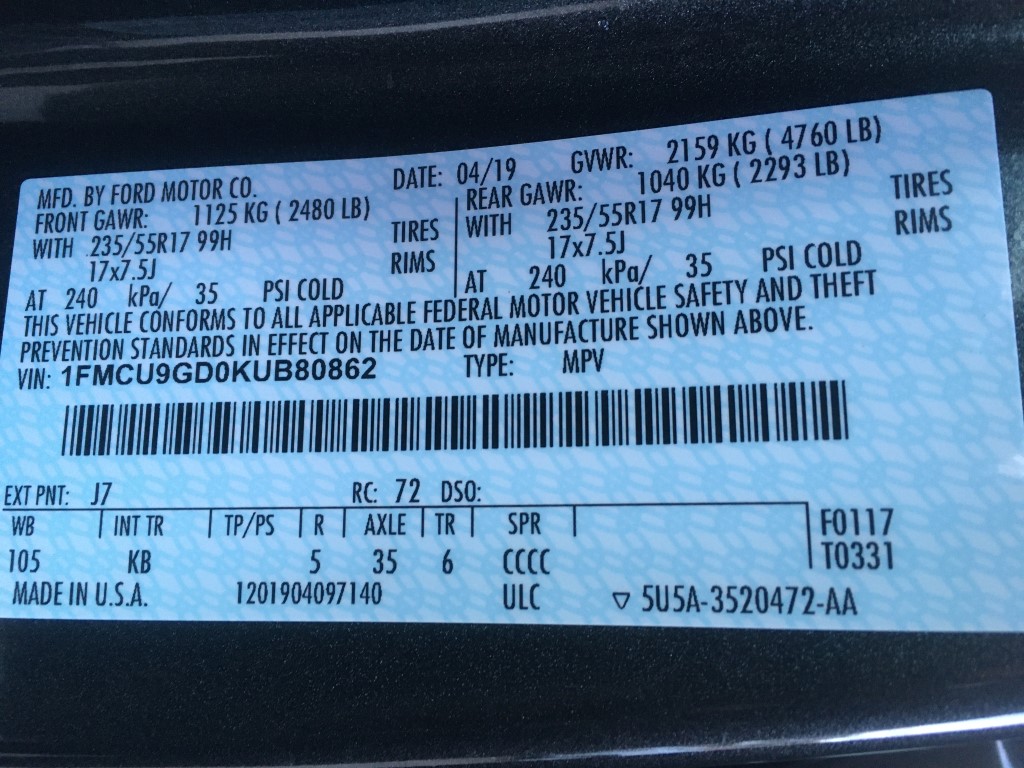 MFD. BY FORD MOTOR CO. DATE: 04/19 GVWR: 2159 KG ( 4760 LB)
FRONT GAWR: 1125 KG ( 2480 LB) REAR GAWR: 1040 KG ( 2293 LB)
WITH 235/55R17 99H TIRES WITH 235/55R17 99H TIRES
17x7.5J RIMS 17x7.5J RIMS
AT 240 kPa/ 35 PSI COLD AT 240 kPa/ 35 PSI COLD
THIS VEHICLE CONFORMS TO ALL APPLICABLE FEDERAL MOTOR VEHICLE SAFETY AND THEFT
PREVENTION STANDARDS IN EFFECT ON THE DATE OF MANUFACTURE SHOWN ABOVE.
VIN: 1FMCU9GD0KUB80862 TYPE: MPV
EXT PNT: J7 RC: 72 DSO:
WB INT TR TP/PS R AXLE TR SPR F0117
105 KB 5 35 6 CCCC T0331
MADE IN U.S.A. 1201904097140 ULC ▽ 5U5A-3520472-AA